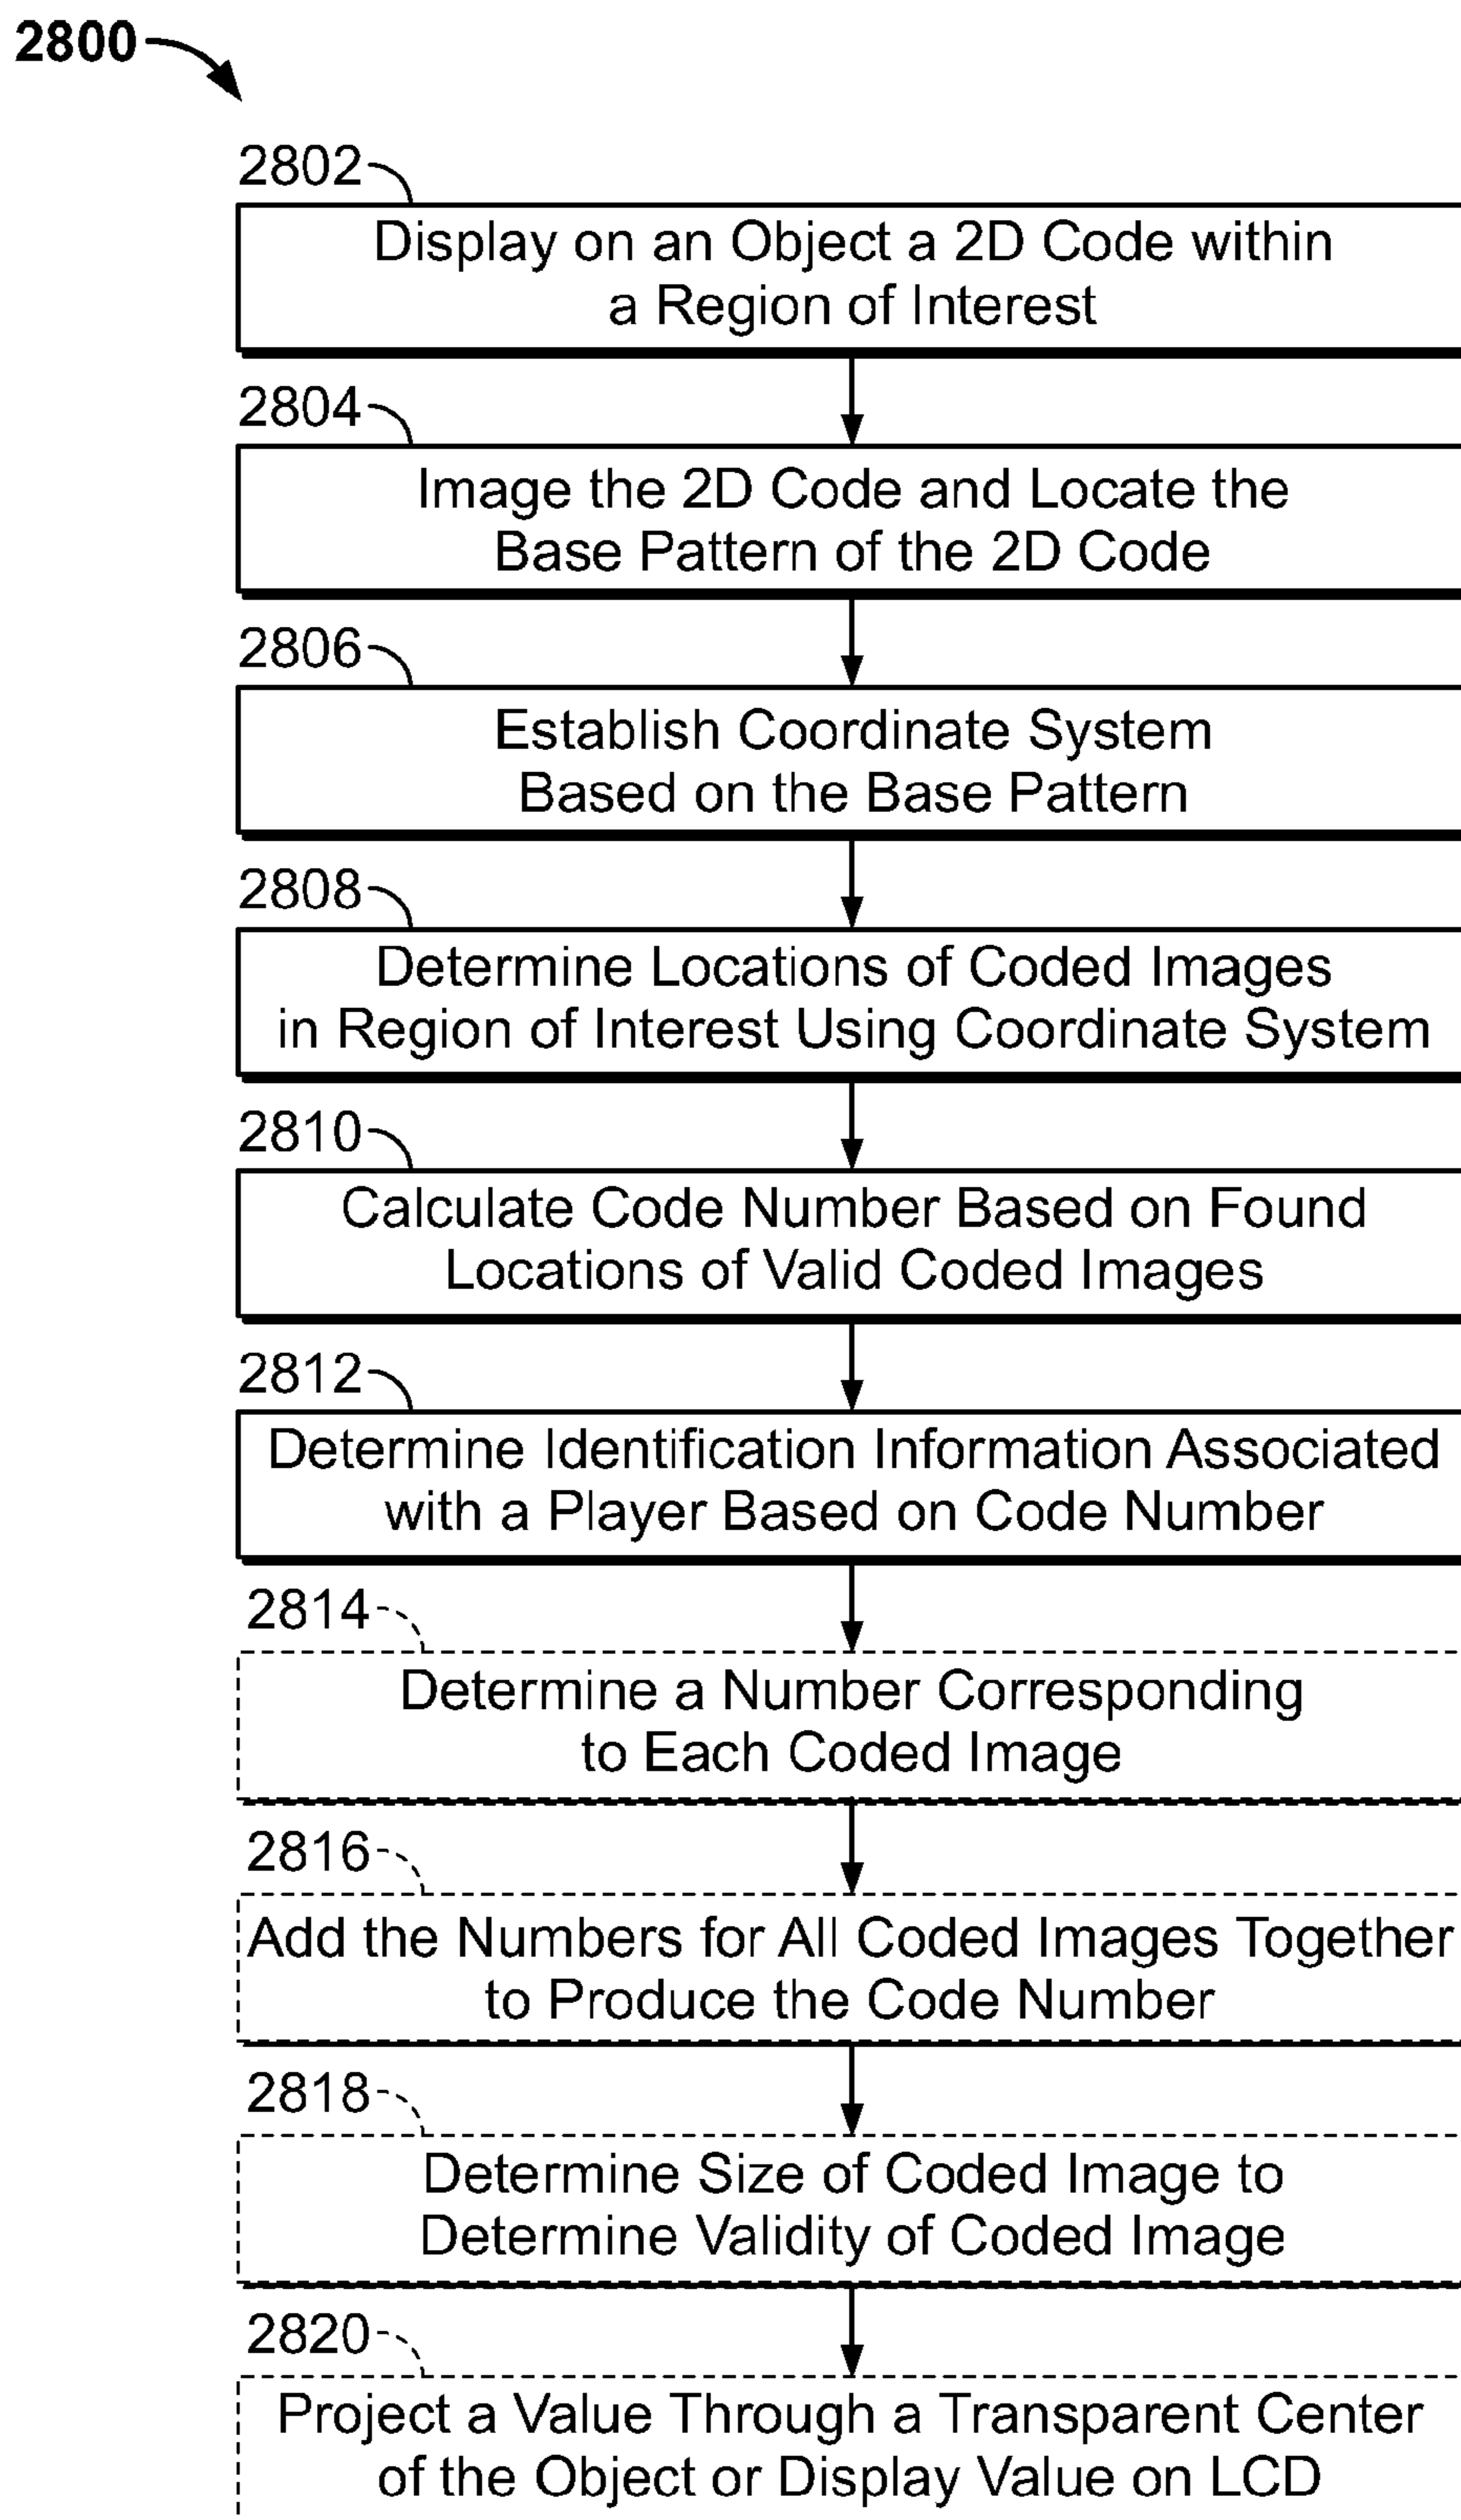 2800
2802
Display on an Object a 2D Code within
a Region of Interest
2804
Image the 2D Code and Locate the
Base Pattern of the 2D Code
2806
Establish Coordinate System
Based on the Base Pattern
2808
Determine Locations of Coded Images
in Region of Interest Using Coordinate System
2810
Calculate Code Number Based on Found
Locations of Valid Coded Images
2812
Determine Identification Information Associated
with a Player Based on Code Number
2814
Determine a Number Corresponding
to Each Coded Image
2816
Add the Numbers for All Coded Images Together
to Produce the Code Number
2818
Determine Size of Coded Image to
Determine Validity of Coded Image
2820
Project a Value Through a Transparent Center
of the Object or Display Value on LCD